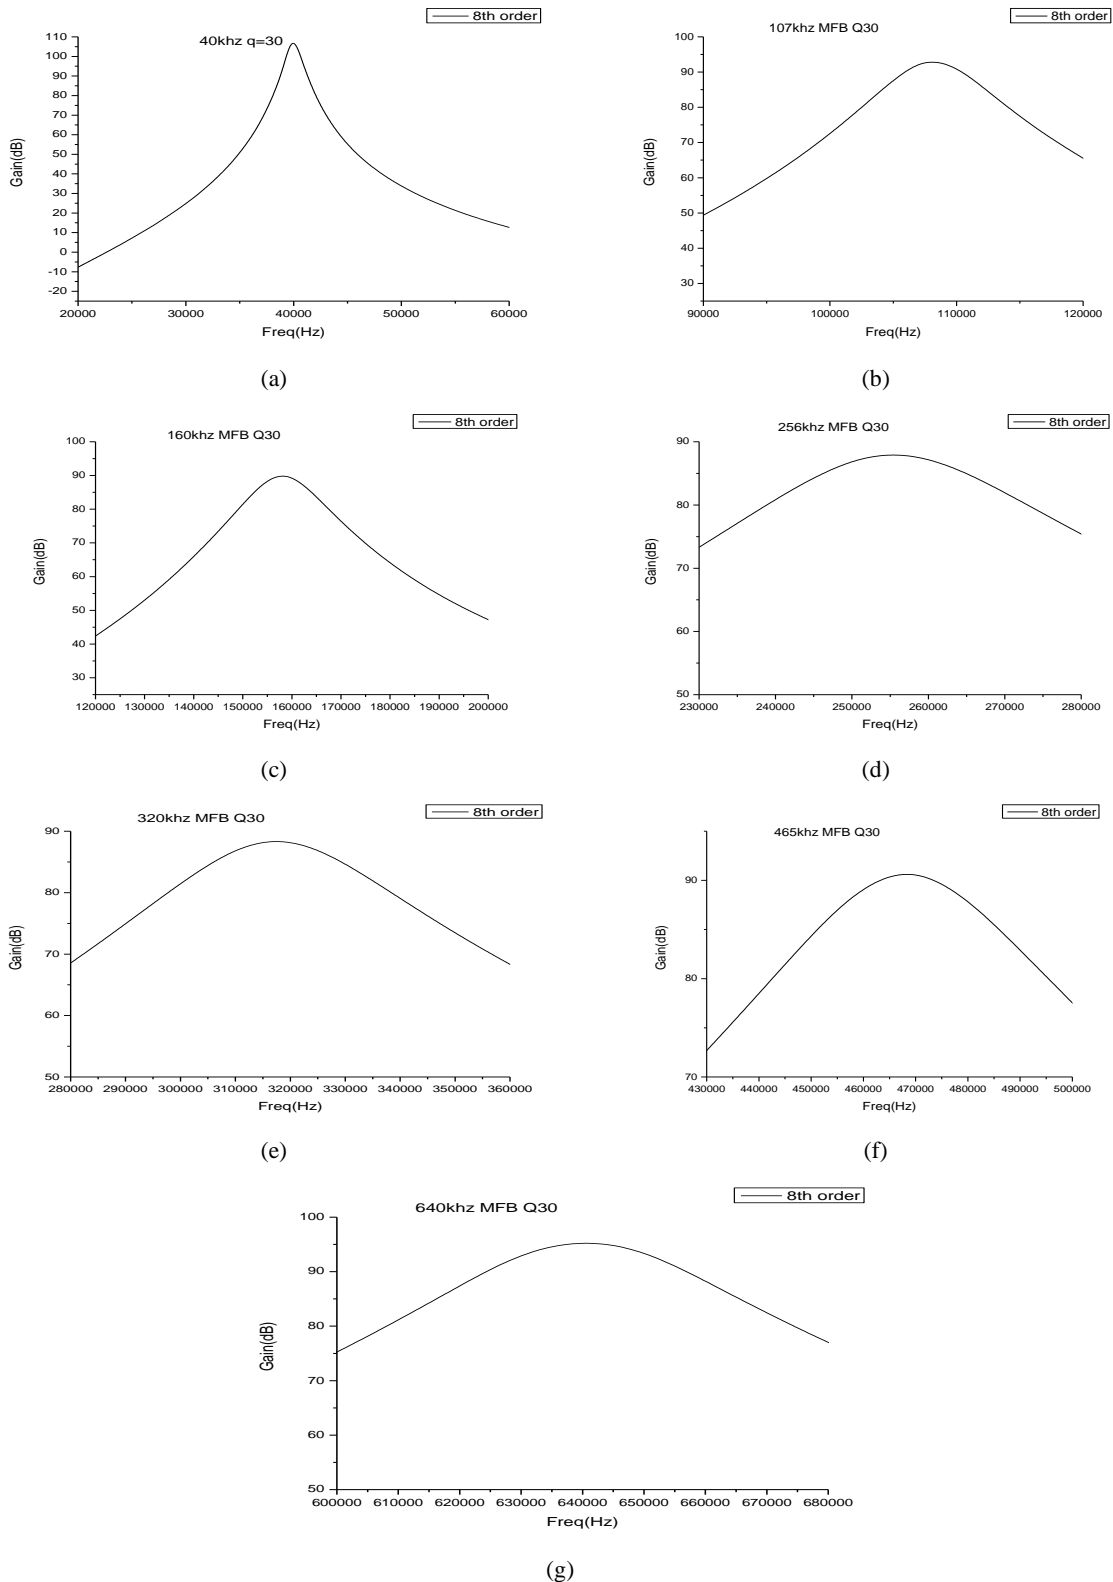 8th order
40khz q=30
110
100
90
80
70
60
50
40
30
20
10
0
-10
-20
Gain(dB)
20000 30000 40000 50000 60000
Freq(Hz)
(a)
8th order
107khz MFB Q30
100
90
80
70
60
50
40
30
Gain(dB)
90000 100000 110000 120000
Freq(Hz)
(b)
8th order
160khz MFB Q30
100
90
80
70
60
50
40
30
Gain(dB)
120000 130000 140000 150000 160000 170000 180000 190000 200000
Freq(Hz)
(c)
8th order
256khz MFB Q30
90
80
70
60
50
Gain(dB)
230000 240000 250000 260000 270000 280000
Freq(Hz)
(d)
8th order
320khz MFB Q30
90
80
70
60
50
Gain(dB)
280000 290000 300000 310000 320000 330000 340000 350000 360000
Freq(Hz)
(e)
8th order
465khz MFB Q30
90
80
70
Gain(dB)
430000 440000 450000 460000 470000 480000 490000 500000
Freq(Hz)
(f)
8th order
640khz MFB Q30
100
90
80
70
60
50
Gain(dB)
600000 610000 620000 630000 640000 650000 660000 670000 680000
Freq(Hz)
(g)